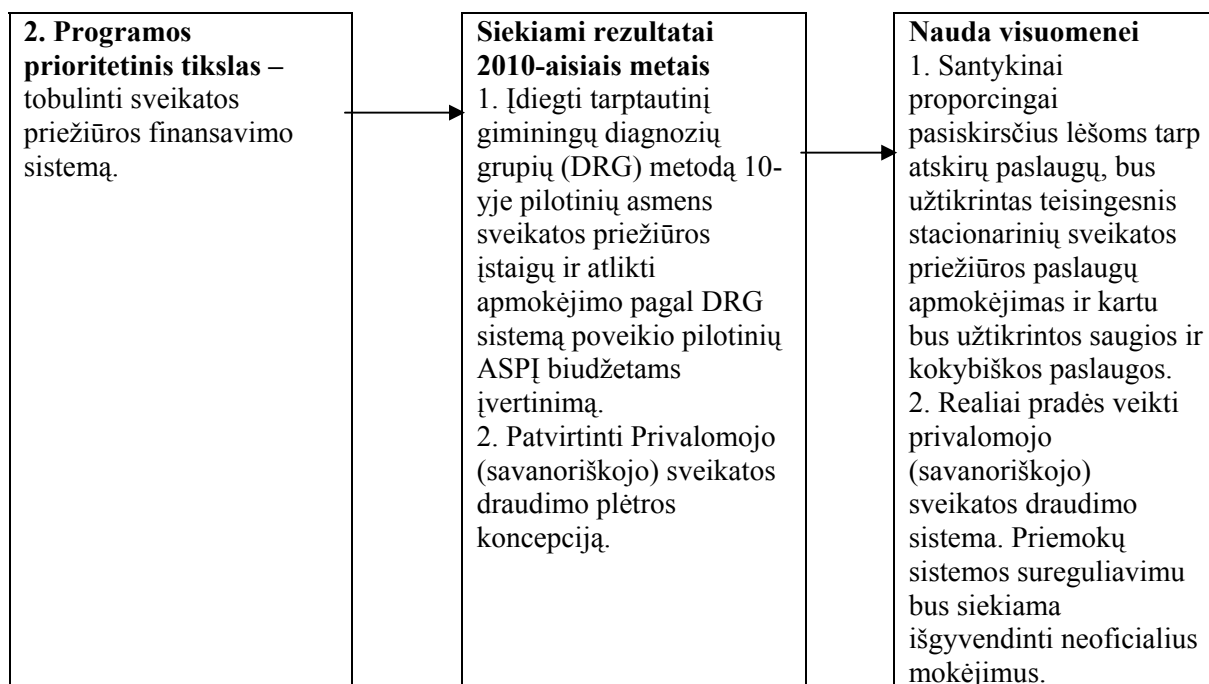 2. Programos
prioritetinis tikslas –
tobulinti sveikatos
priežiūros finansavimo
sistemą.
Siekiami rezultatai
2010-aisiais metais
1. Įdiegti tarptautinį
giminingų diagnozių
grupių (DRG) metodą 10-
yje pilotinių asmens
sveikatos priežiūros
įstaigų ir atlikti
apmokėjimo pagal DRG
sistemą poveikio pilotinių
ASPĮ biudžetams
įvertinimą.
2. Patvirtinti Privalomojo
(savanoriškojo) sveikatos
draudimo plėtros
koncepciją.
Nauda visuomenei
1. Santykinai
proporcingai
pasiskirsčius lėšoms tarp
atskirų paslaugų, bus
užtikrintas teisingesnis
stacionarinių sveikatos
priežiūros paslaugų
apmokėjimas ir kartu
bus užtikrintos saugios ir
kokybiškos paslaugos.
2. Realiai pradės veikti
privalomojo
(savanoriškojo)
sveikatos draudimo
sistema. Priemokų
sistemos sureguliavimu
bus siekiama
išgyvendinti neoficialius
mokėjimus.